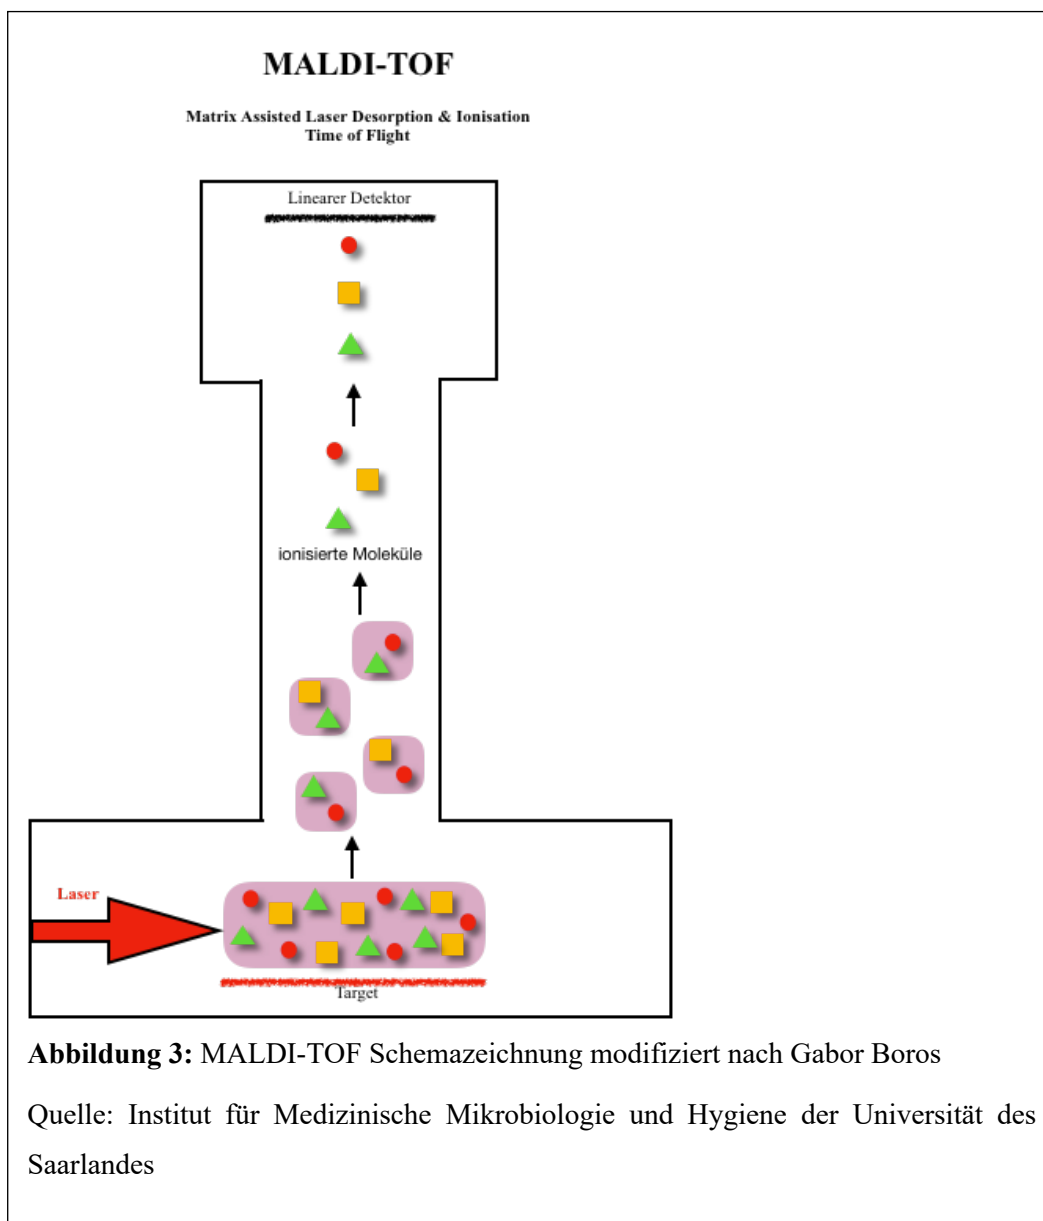 MALDI-TOF
Matrix Assisted Laser Desorption & Ionisation
Time of Flight
Linearer Detektor
ionisierte Moleküle
Laser
Target
Abbildung 3: MALDI-TOF Schemazeichnung modifiziert nach Gabor Boros
Quelle: Institut für Medizinische Mikrobiologie und Hygiene der Universität des
Saarlandes